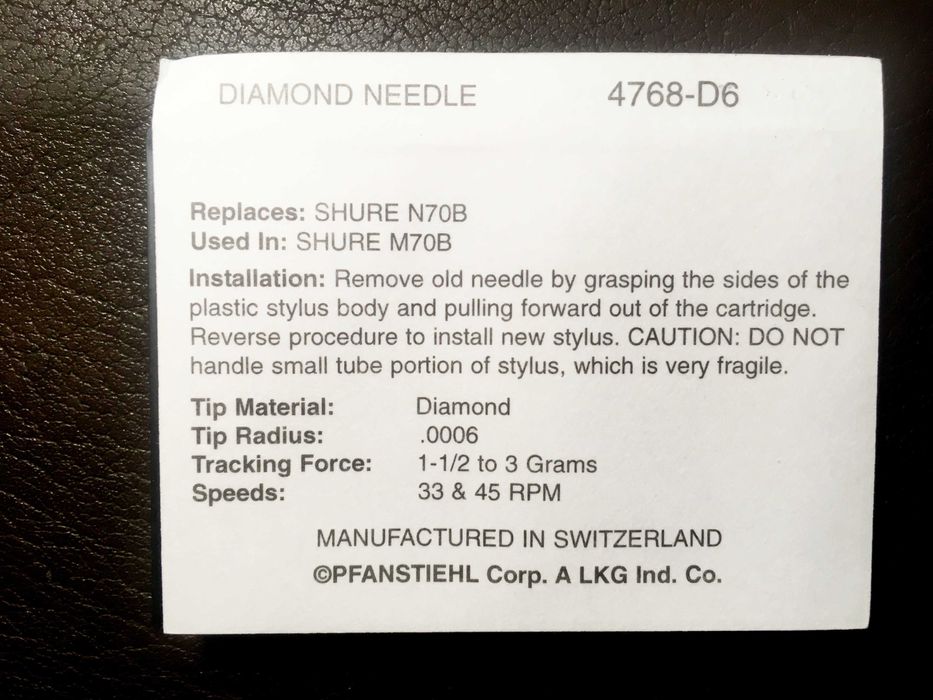 DIAMOND NEEDLE 4768-D6
Replaces: SHURE N70B
Used In: SHURE M70B
Installation: Remove old needle by grasping the sides of the
plastic stylus body and pulling forward out of the cartridge.
Reverse procedure to install new stylus. CAUTION: DO NOT
handle small tube portion of stylus, which is very fragile.
Tip Material: Diamond
Tip Radius: .0006
Tracking Force: 1-1/2 to 3 Grams
Speeds: 33 & 45 RPM
MANUFACTURED IN SWITZERLAND
©PFANSTIEHL Corp. A LKG Ind. Co.